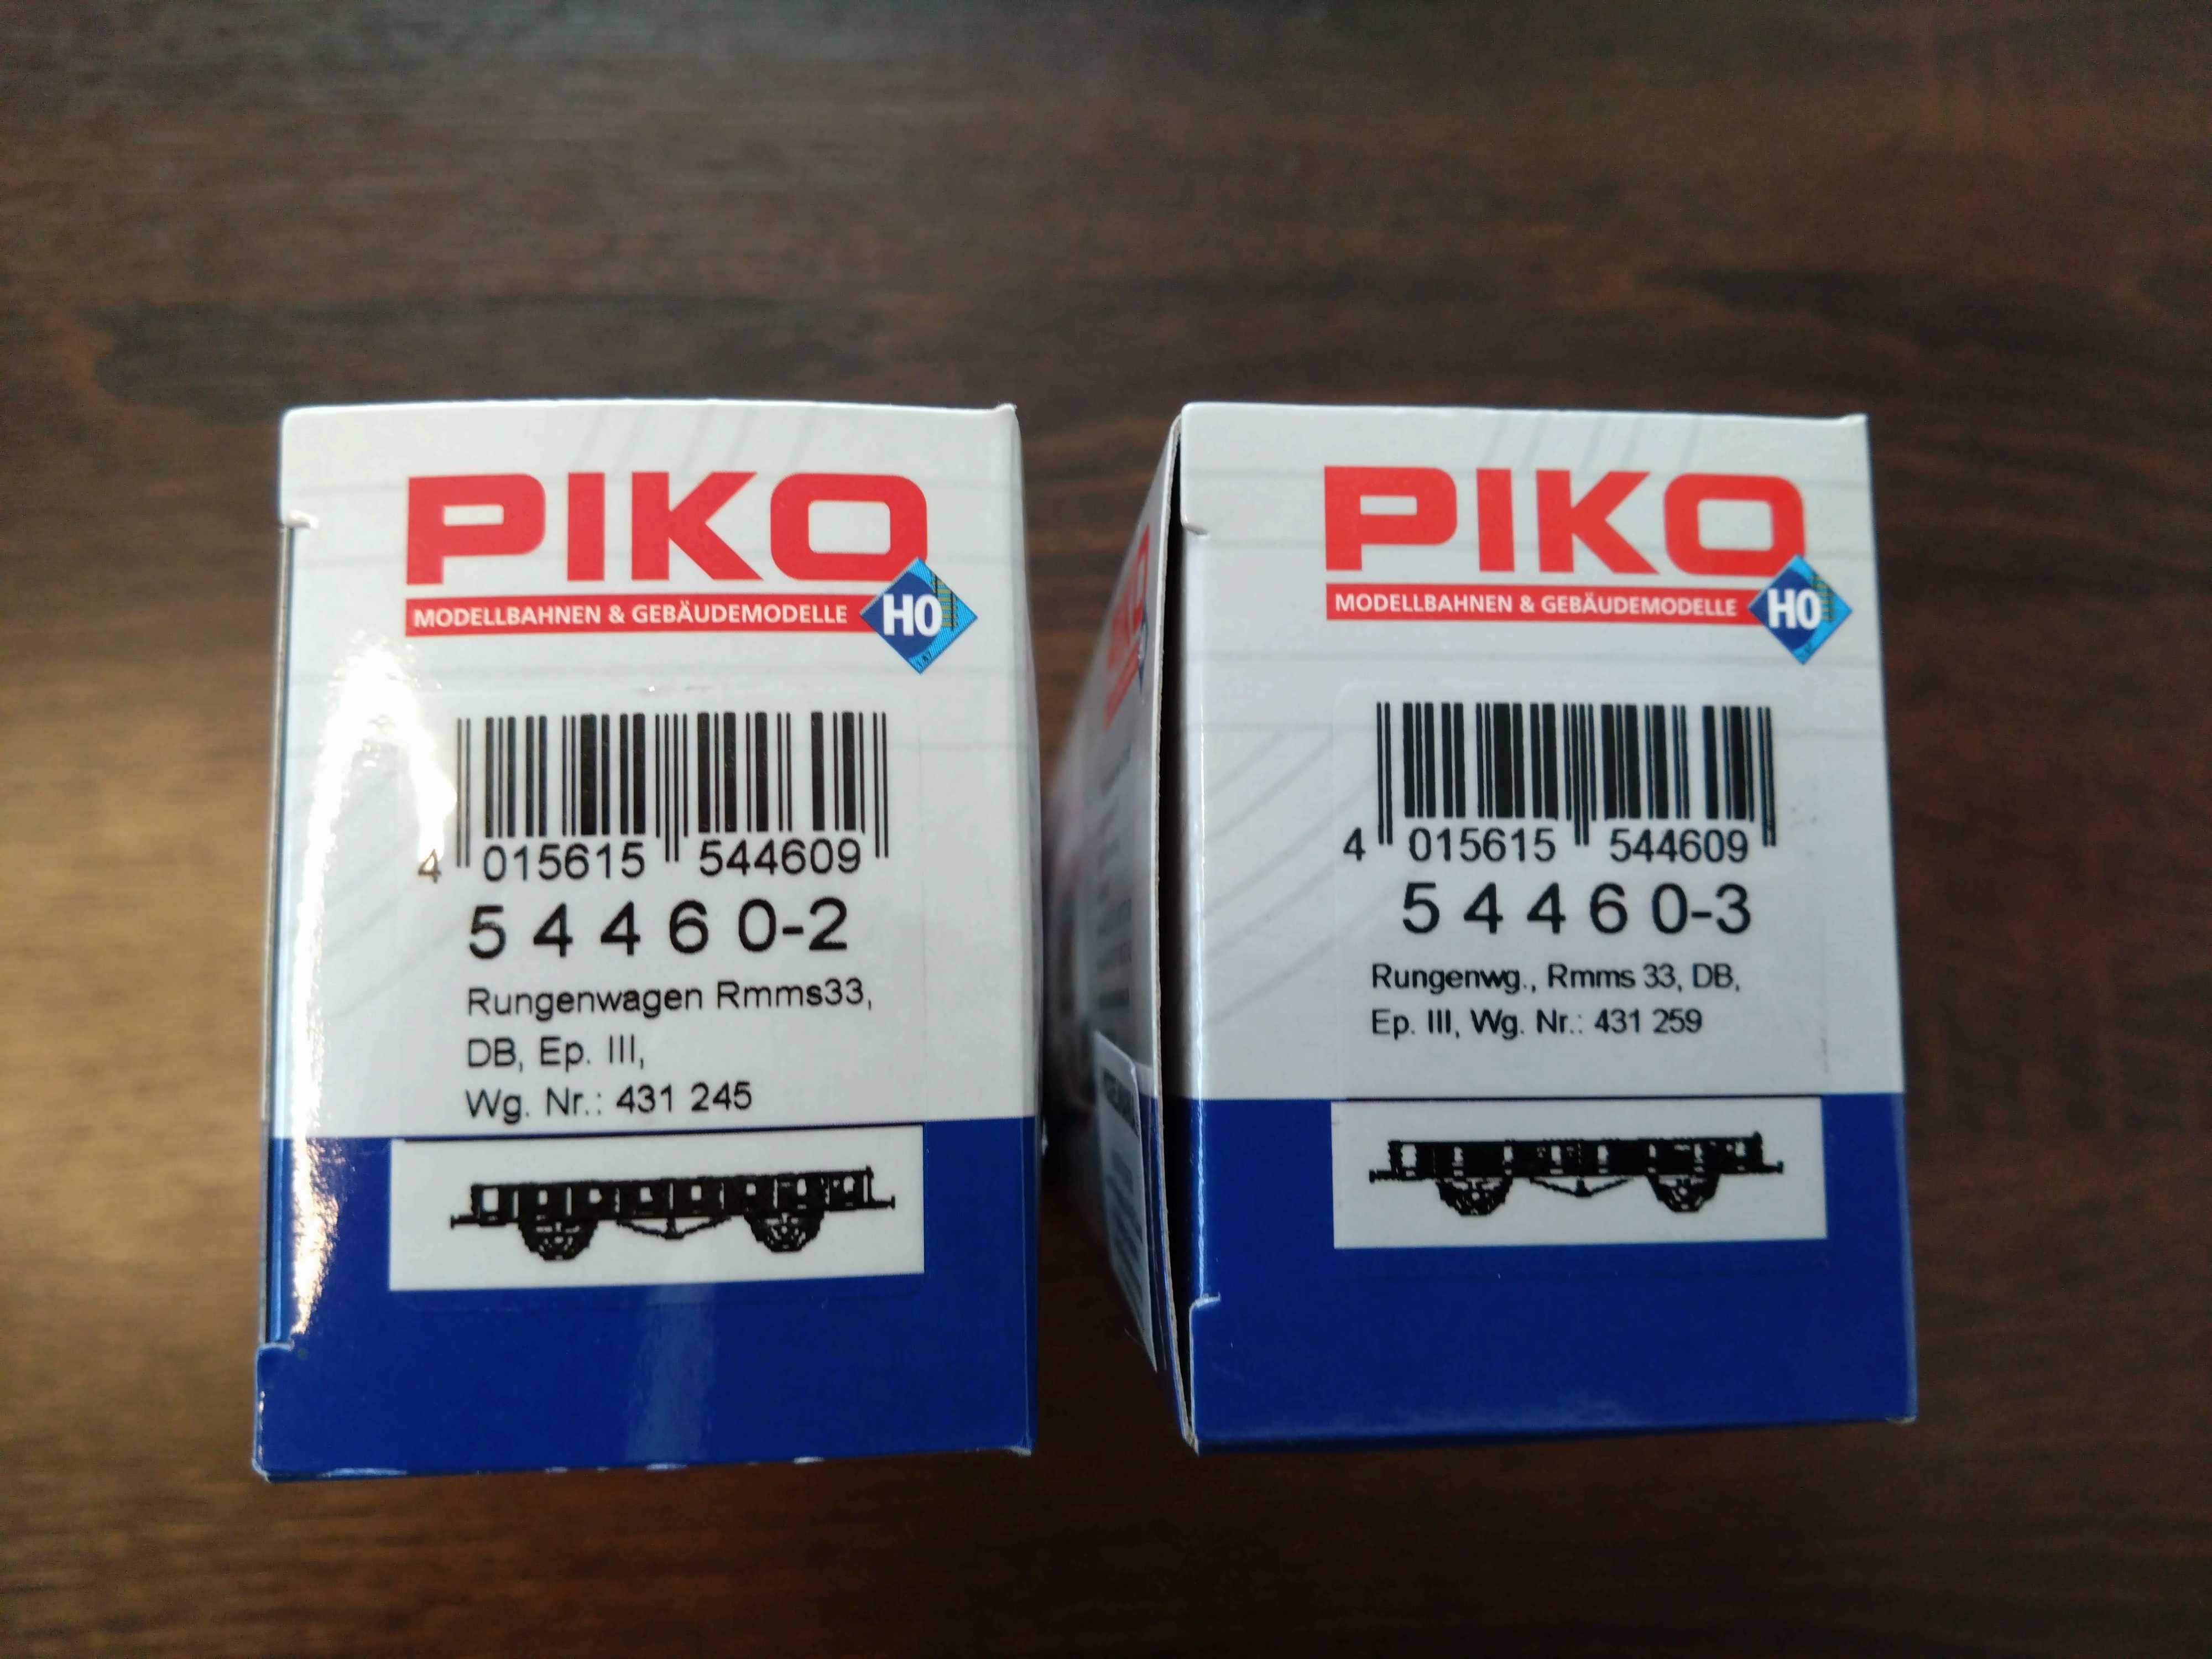 PIKO
MODELLBAHNEN & GEBÄUDEMODELLE
H0
4 015615 544609
5 4 4 6 0-2
Rungenwagen Rmms33,
DB, Ep. III,
Wg. Nr.: 431 245
PIKO
MODELLBAHNEN & GEBÄUDEMODELLE
H0
4 015615 544609
5 4 4 6 0-3
Rungenwg., Rmms 33, DB,
Ep. III, Wg. Nr.: 431 259